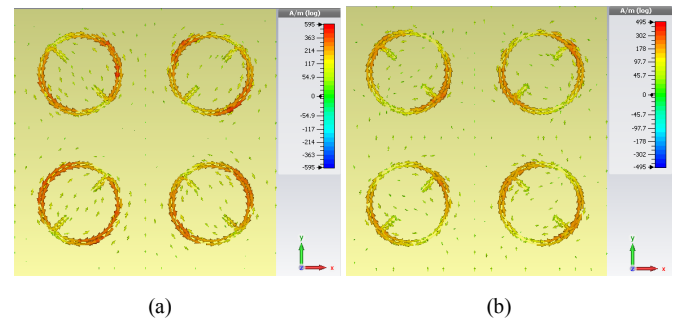 A/m (log)
595
363
214
117
54.9
0
-54.9
-117
-214
-363
-595
y
z
x
A/m (log)
495
302
178
97.7
45.7
0
-45.7
-97.7
-178
-302
-495
y
z
x
(a)
(b)